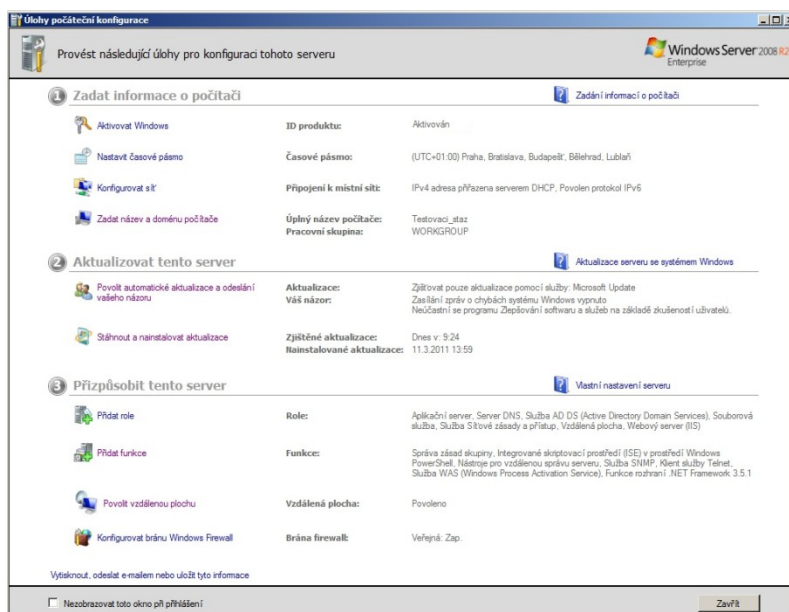 Úlohy počáteční konfigurace
Provést následující úlohy pro konfiguraci tohoto serveru
Windows Server 2008 R2
Enterprise
1 Zadat informace o počítači
Zadání informací o počítači
Aktivovat Windows ID produktu: Aktivován
Nastavit časové pásmo Časové pásmo: (UTC+01:00) Praha, Bratislava, Budapešť, Bělehrad, Lublaň
Konfigurovat síť Připojení k místní síti: IPv4 adresa přiřazena serverem DHCP, Povolen protokol IPv6
Zadat název a doménu počítače Úplný název počítače: Testovaci_staz
Pracovní skupina: WORKGROUP
2 Aktualizovat tento server
Aktualizace serveru se systémem Windows
Povolit automatické aktualizace a odeslání
vašeho názoru
Aktualizace: Zjišťovat pouze aktualizace pomocí služby: Microsoft Update
Váš názor: Zasílání zpráv o chybách systému Windows vypnuto
Neúčastní se programu Zlepšování softwaru a služeb na základě zkušeností uživatelů.
Stáhnout a nainstalovat aktualizace Zjištěné aktualizace: Dnes v: 9:24
Nainstalované aktualizace: 11.3.2011 13:59
3 Přizpůsobit tento server
Vlastní nastavení serveru
Přidat role Role: Aplikační server, Server DNS, Služba AD DS (Active Directory Domain Services), Souborová
služba, Služba Síťové zásady a přístup, Vzdálená plocha, Webový server (IIS)
Přidat funkce Funkce: Správa zásad skupiny, Integrované skriptovací prostředí (ISE) v prostředí Windows
PowerShell, Nástroje pro vzdálenou správu serveru, Služba SNMP, Klient služby Telnet,
Služba WAS (Windows Process Activation Service), Funkce rozhraní .NET Framework 3.5.1
Povolit vzdálenou plochu Vzdálená plocha: Povoleno
Konfigurovat bránu Windows Firewall Brána firewall: Veřejná: Zap.
Vytisknout, odeslat e-mailem nebo uložit tyto informace
Nezobrazovat toto okno při přihlášení
Zavřít